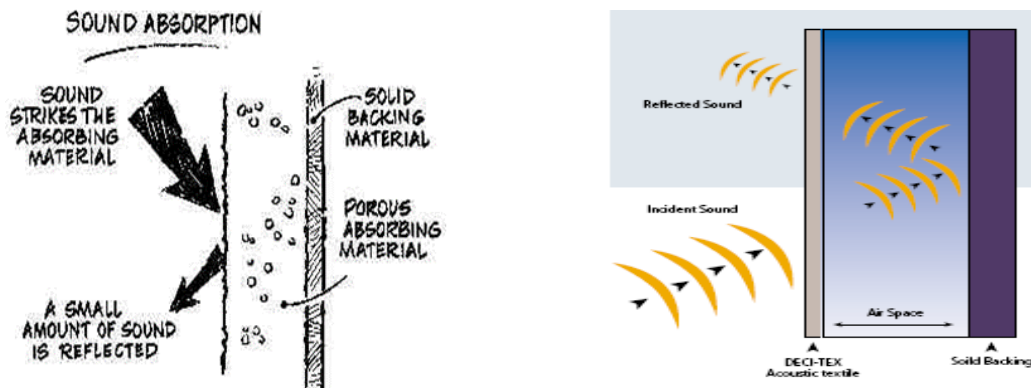 SOUND ABSORPTION
SOUND
STRIKES THE
ABSORBING
MATERIAL
SOLID
BACKING
MATERIAL
POROUS
ABSORBING
MATERIAL
A SMALL
AMOUNT OF SOUND
IS REFLECTED
Reflected Sound
Incident Sound
Air Space
DECI-TEX
Acoustic textile
Soild Backing